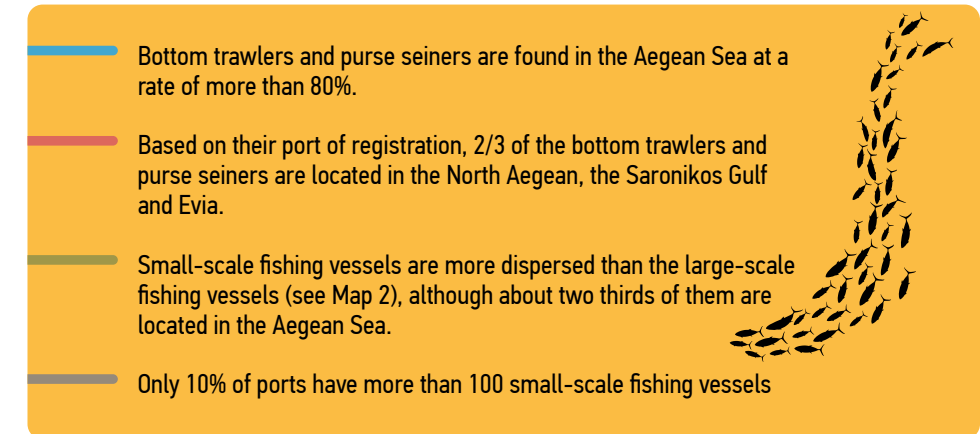 Bottom trawlers and purse seiners are found in the Aegean Sea at a
rate of more than 80%.
Based on their port of registration, 2/3 of the bottom trawlers and
purse seiners are located in the North Aegean, the Saronikos Gulf
and Evia.
Small-scale fishing vessels are more dispersed than the large-scale
fishing vessels (see Map 2), although about two thirds of them are
located in the Aegean Sea.
Only 10% of ports have more than 100 small-scale fishing vessels